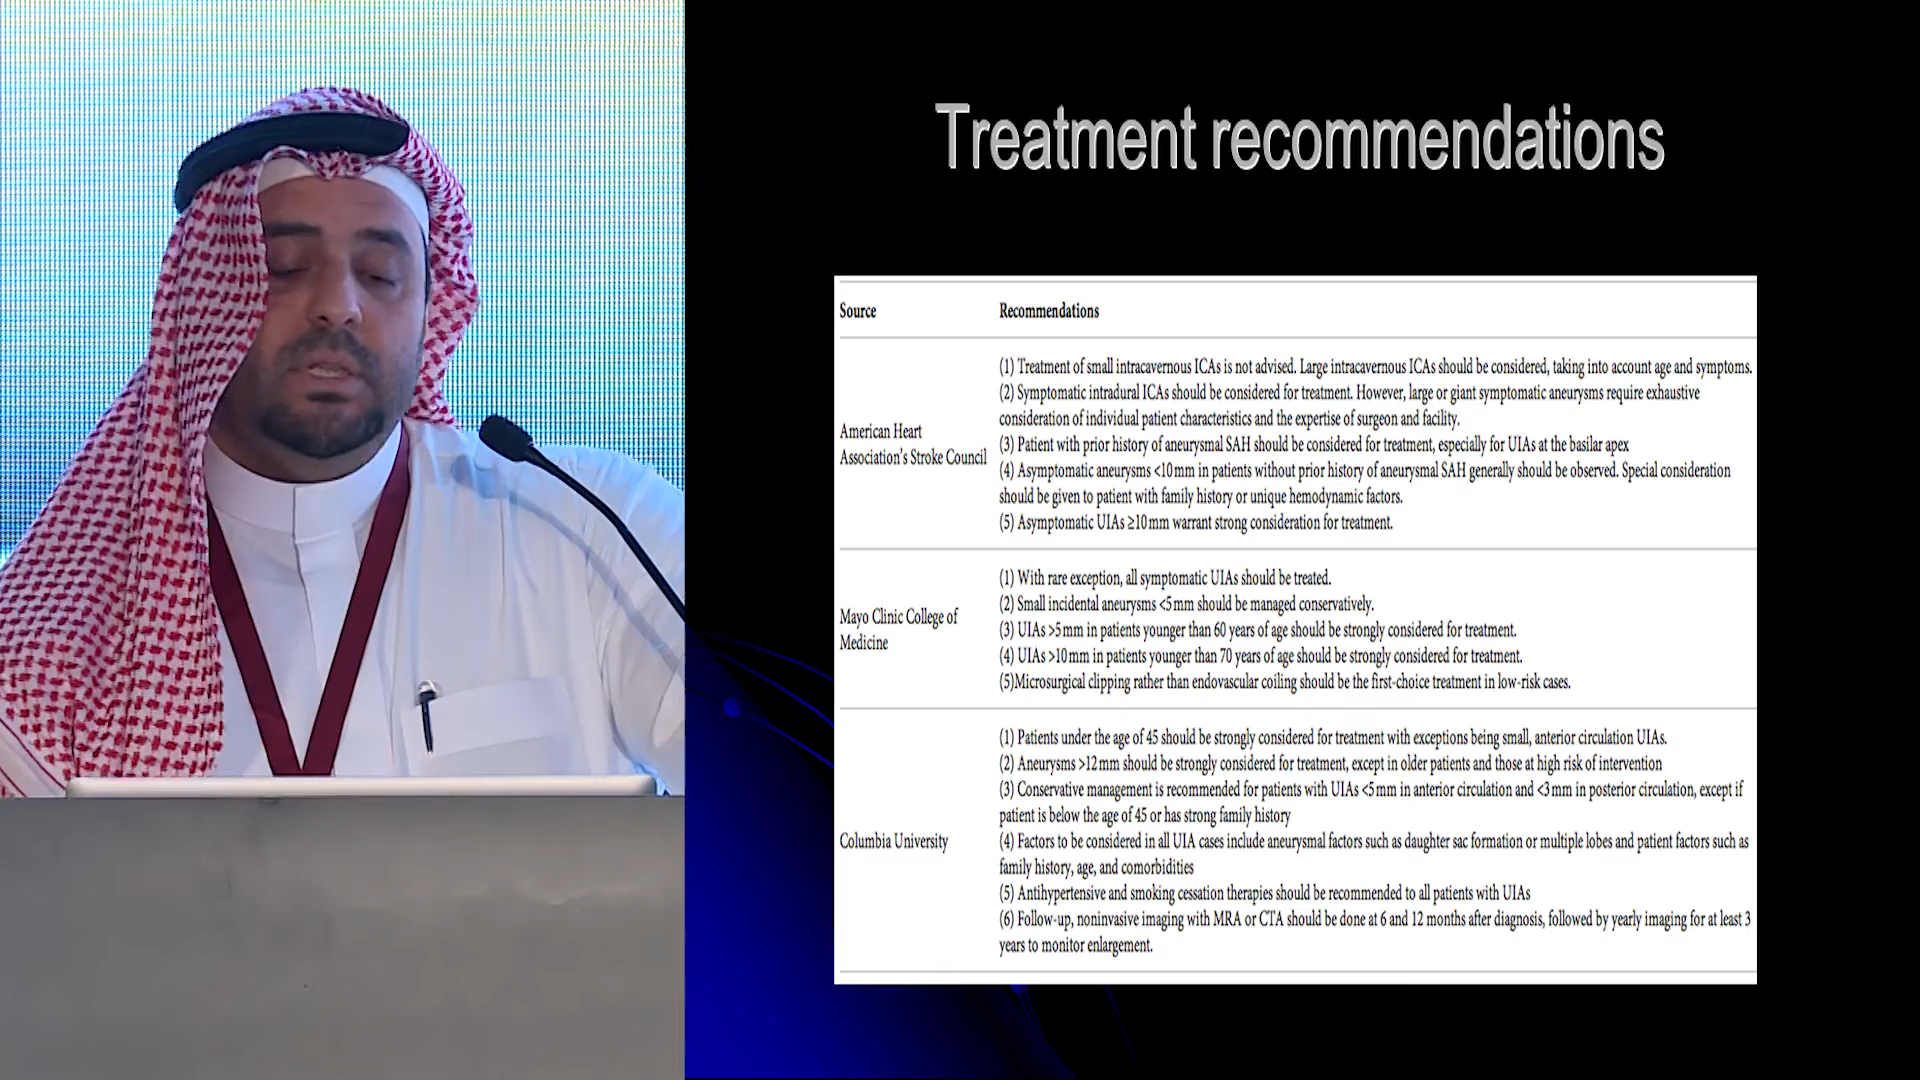 Treatment recommendations
Source
Recommendations
American Heart
Association's Stroke Council
(1) Treatment of small intracavernous ICAs is not advised. Large intracavernous ICAs should be considered, taking into account age and symptoms.
(2) Symptomatic intradural ICAs should be considered for treatment. However, large or giant symptomatic aneurysms require exhaustive
consideration of individual patient characteristics and the expertise of surgeon and facility.
(3) Patient with prior history of aneurysmal SAH should be considered for treatment, especially for UIAs at the basilar apex
(4) Asymptomatic aneurysms <10 mm in patients without prior history of aneurysmal SAH generally should be observed. Special consideration
should be given to patient with family history or unique hemodynamic factors.
(5) Asymptomatic UIAs ≥10 mm warrant strong consideration for treatment.
Mayo Clinic College of
Medicine
(1) With rare exception, all symptomatic UIAs should be treated.
(2) Small incidental aneurysms <5 mm should be managed conservatively.
(3) UIAs >5 mm in patients younger than 60 years of age should be strongly considered for treatment.
(4) UIAs >10 mm in patients younger than 70 years of age should be strongly considered for treatment.
(5)Microsurgical clipping rather than endovascular coiling should be the first-choice treatment in low-risk cases.
Columbia University
(1) Patients under the age of 45 should be strongly considered for treatment with exceptions being small, anterior circulation UIAs.
(2) Aneurysms >12 mm should be strongly considered for treatment, except in older patients and those at high risk of intervention
(3) Conservative management is recommended for patients with UIAs <5 mm in anterior circulation and <3 mm in posterior circulation, except if
patient is below the age of 45 or has strong family history
(4) Factors to be considered in all UIA cases include aneurysmal factors such as daughter sac formation or multiple lobes and patient factors such as
family history, age, and comorbidities
(5) Antihypertensive and smoking cessation therapies should be recommended to all patients with UIAs
(6) Follow-up, noninvasive imaging with MRA or CTA should be done at 6 and 12 months after diagnosis, followed by yearly imaging for at least 3
years to monitor enlargement.